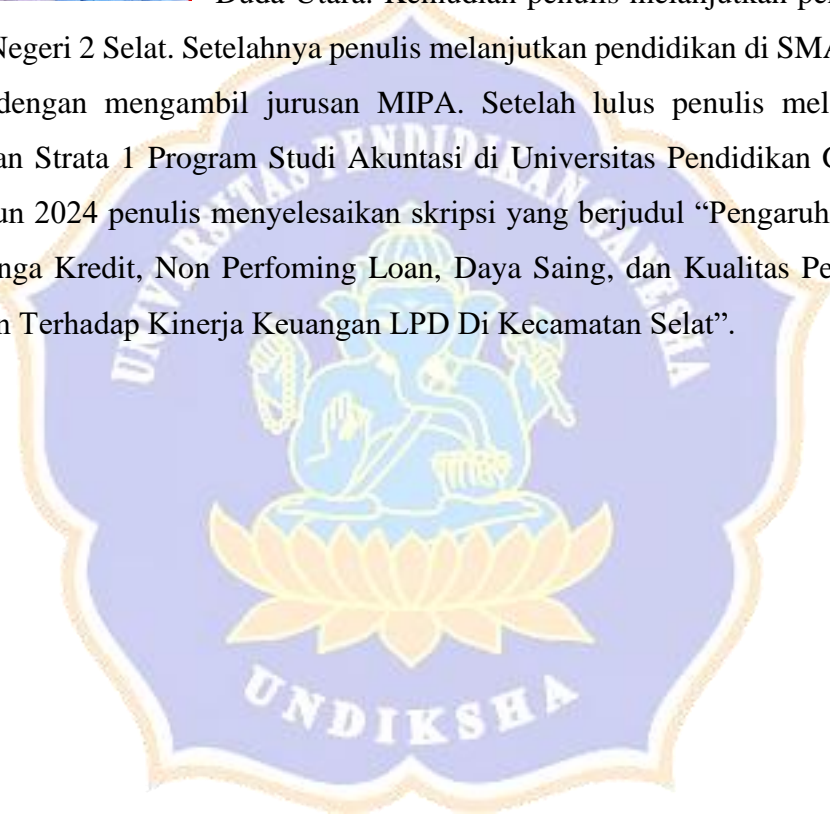 Duda Utara. Kemudian penulis melanjutkan pen
Negeri 2 Selat. Setelahnya penulis melanjutkan pendidikan di SMA
dengan mengambil jurusan MIPA. Setelah lulus penulis mel
an Strata 1 Program Studi Akuntasi di Universitas Pendidikan G
un 2024 penulis menyelesaikan skripsi yang berjudul “Pengaruh
nga Kredit, Non Perfoming Loan, Daya Saing, dan Kualitas Pe
n Terhadap Kinerja Keuangan LPD Di Kecamatan Selat”.
UNIVERSITAS PENDIDIKAN GANESHA
UNDIKSHA